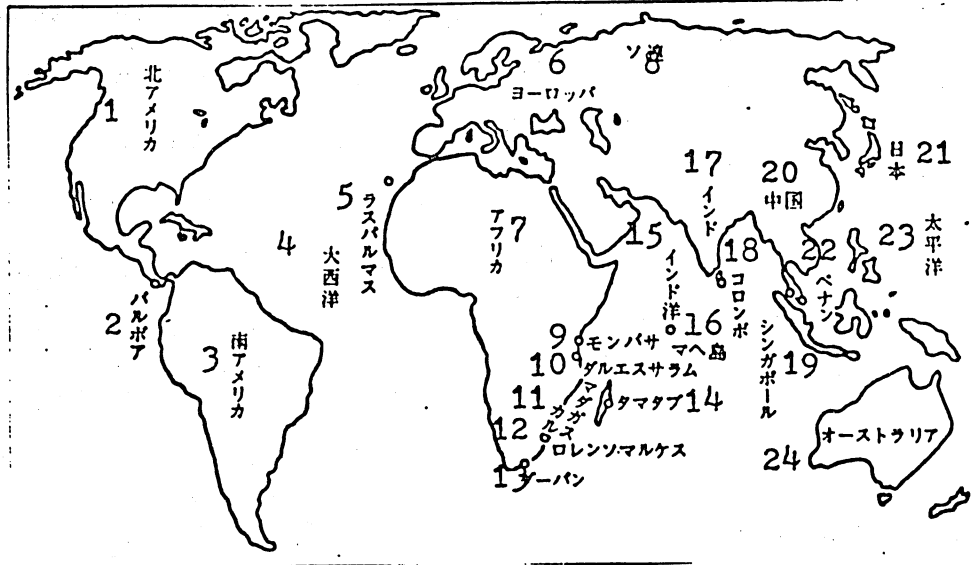 1
北アメリカ
2
バルボア
3
南アメリカ
4
大西洋
5
ラスパルマス
6
ヨーロッパ
7
アフリカ
8
ソ連
9
モンバサ
10
ダルエスサラム
11
マダガス
カル
12
ロレンソ・マルケス
13
ダーバン
14
タマタブ
15
インド洋
16
マヘ島
17
インド
18
コロンボ
19
シンガポール
20
中国
21
日本
22
ペナン
23
太平洋
24
オーストラリア